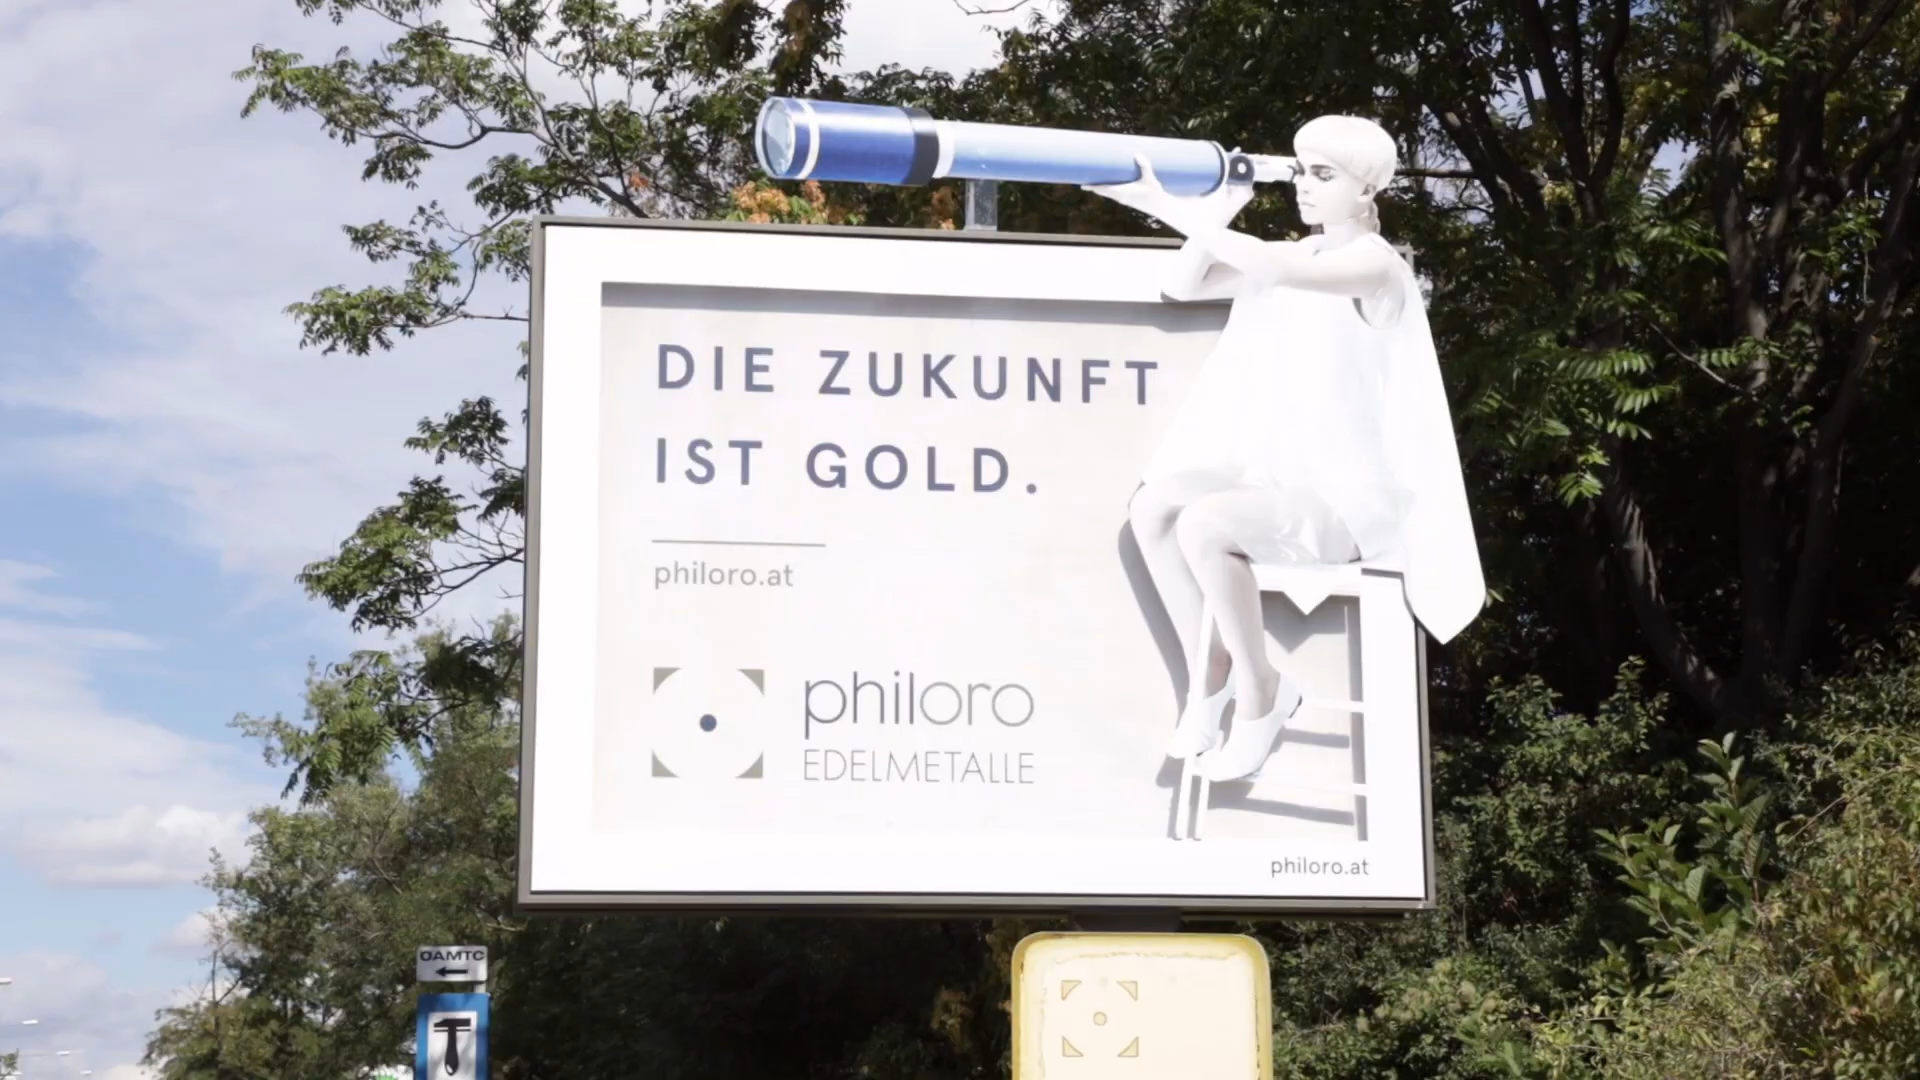 DIE ZUKUNFT
IST GOLD.
philoro.at
philoro
EDELMETALLE
philoro.at
ÖAMTC